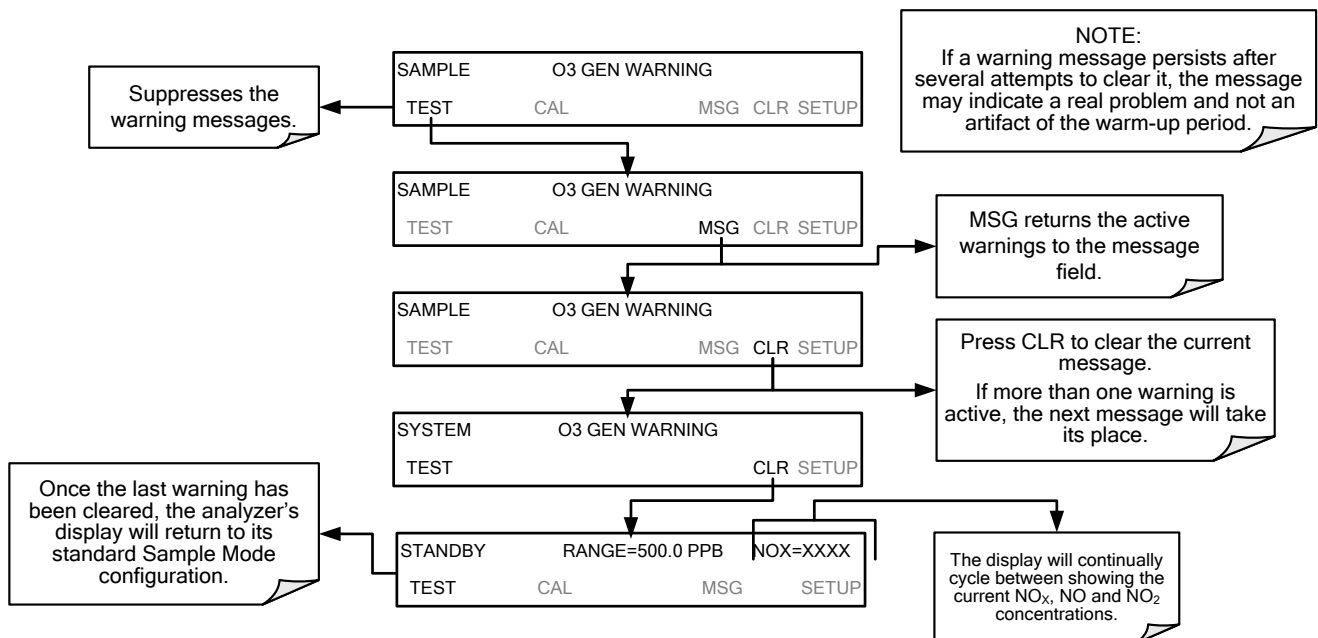 Suppresses the
warning messages.
SAMPLE O3 GEN WARNING
TEST CAL MSG CLR SETUP
NOTE:
If a warning message persists after
several attempts to clear it, the message
may indicate a real problem and not an
artifact of the warm-up period.
SAMPLE O3 GEN WARNING
TEST CAL MSG CLR SETUP
MSG returns the active
warnings to the message
field.
SAMPLE O3 GEN WARNING
TEST CAL MSG CLR SETUP
Press CLR to clear the current
message.
If more than one warning is
active, the next message will take
its place.
SYSTEM O3 GEN WARNING
TEST CLR SETUP
Once the last warning has
been cleared, the analyzer’s
display will return to its
standard Sample Mode
configuration.
STANDBY RANGE=500.0 PPB NOX=XXXX
TEST CAL MSG SETUP
The display will continually
cycle between showing the
current NOX, NO and NO2
concentrations.